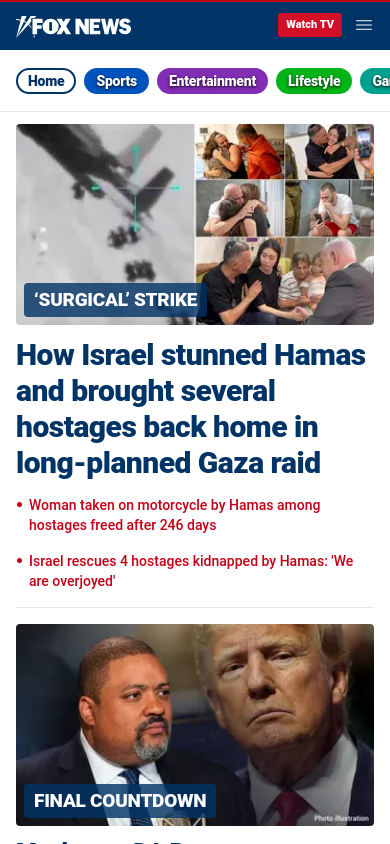 FOX NEWS
Watch TV
Home
Sports
Entertainment
Lifestyle
Ga
‘SURGICAL’ STRIKE
How Israel stunned Hamas
and brought several
hostages back home in
long-planned Gaza raid
• Woman taken on motorcycle by Hamas among
hostages freed after 246 days
• Israel rescues 4 hostages kidnapped by Hamas: 'We
are overjoyed'
FINAL COUNTDOWN
Photo illustration